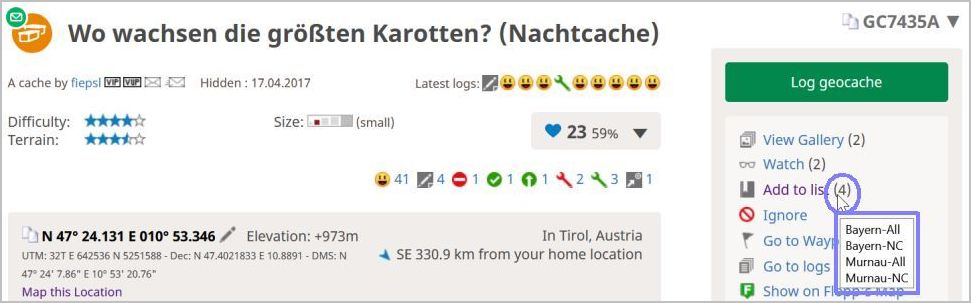 Wo wachsen die größten Karotten? (Nachtcache)
GC7435A
A cache by fiepsl VIP VUP Hidden : 17.04.2017
Latest logs:
Log geocache
Difficulty:
Terrain:
Size: (small)
23 59%
41 4 1 1 1 2 3 1
View Gallery (2)
Watch (2)
Add to list (4)
Ignore
Go to Wayp
Go to logs
Show on Flopp's Map
Bayern-All
Bayern-NC
Murnau-All
Murnau-NC
N 47° 24.131 E 010° 53.346 Elevation: +973m
In Tirol, Austria
UTM: 32T E 642536 N 5251588 - Dec: N 47.4021833 E 10.8891 - DMS: N
47° 24' 7.86" E 10° 53' 20.76"
SE 330.9 km from your home location
Map this Location